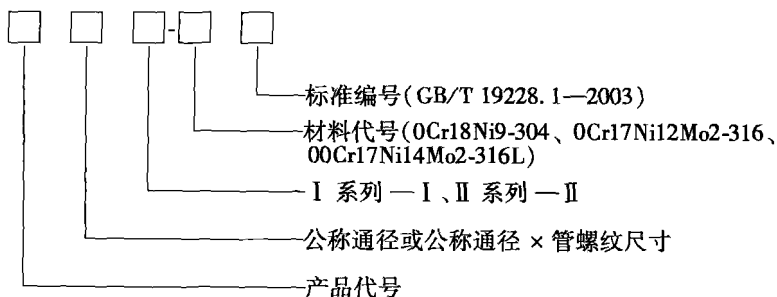 标准编号(GB/T 19228.1—2003)
材料代号(0Cr18Ni9-304、0Cr17Ni12Mo2-316、
00Cr17Ni14Mo2-316L)
Ⅰ 系列 — Ⅰ、Ⅱ 系列 — Ⅱ
公称通径或公称通径 × 管螺纹尺寸
产品代号